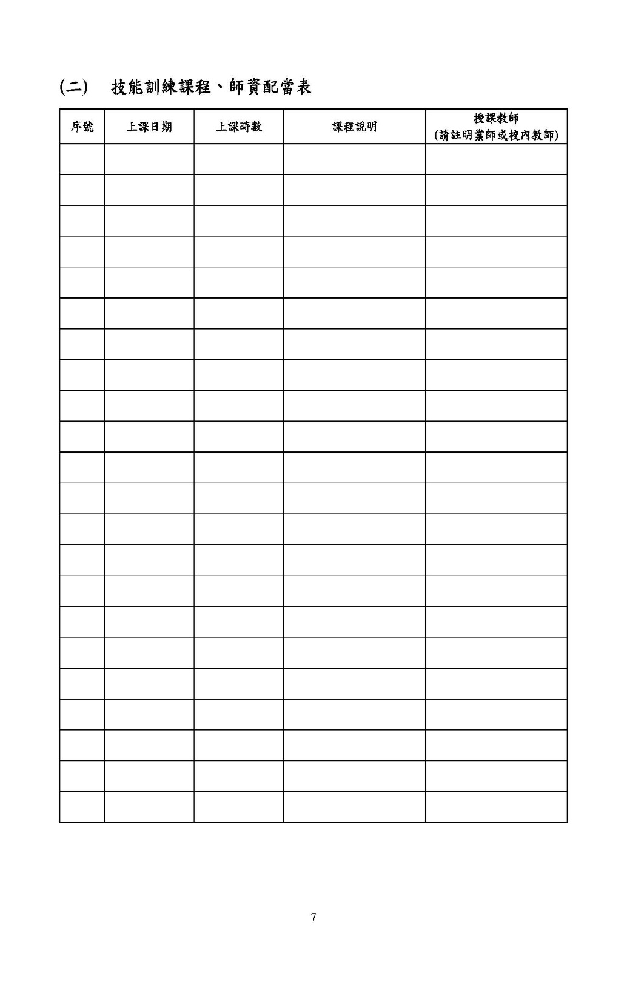 (二) 技能訓練課程、師資配當表
序號 上課日期 上課時數 課程說明 授課教師
(請註明業師或校內教師)
7